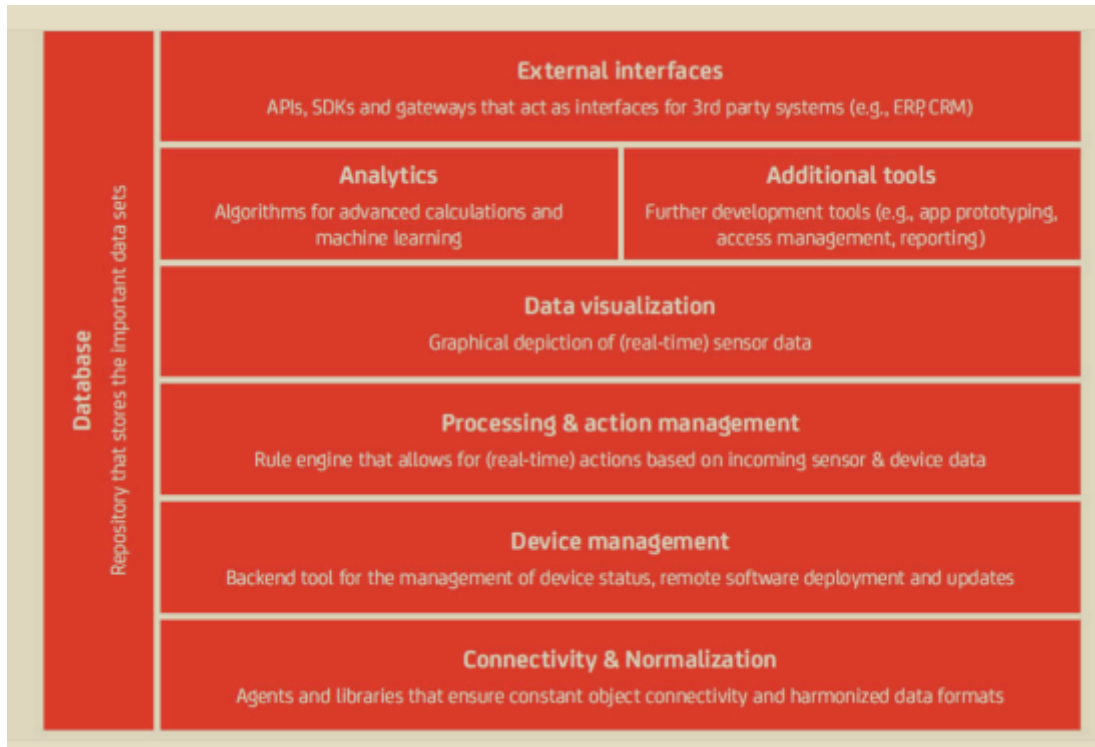 Database
Repository that stores the important data sets
External interfaces
APIs, SDKs and gateways that act as interfaces for 3rd party systems (e.g., ERP, CRM)
Analytics
Algorithms for advanced calculations and
machine learning
Additional tools
Further development tools (e.g., app prototyping,
access management, reporting)
Data visualization
Graphical depiction of (real-time) sensor data
Processing & action management
Rule engine that allows for (real-time) actions based on incoming sensor & device data
Device management
Backend tool for the management of device status, remote software deployment and updates
Connectivity & Normalization
Agents and libraries that ensure constant object connectivity and harmonized data formats